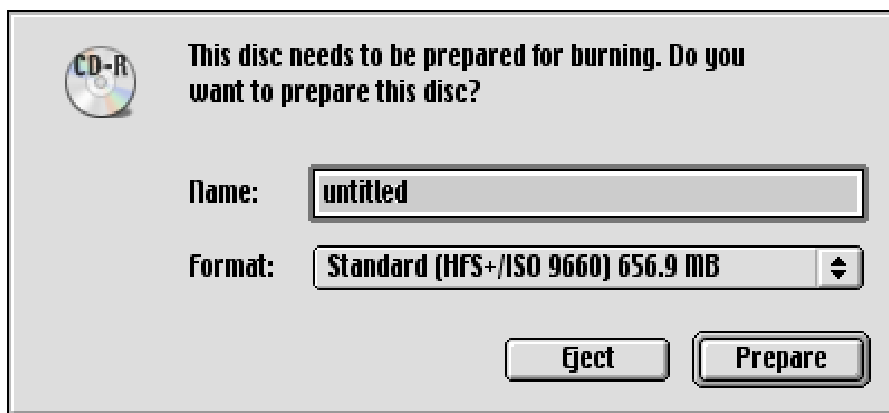 CD-R
This disc needs to be prepared for burning. Do you
want to prepare this disc?
Name: untitled
Format: Standard (HFS+/ISO 9660) 656.9 MB
Eject Prepare